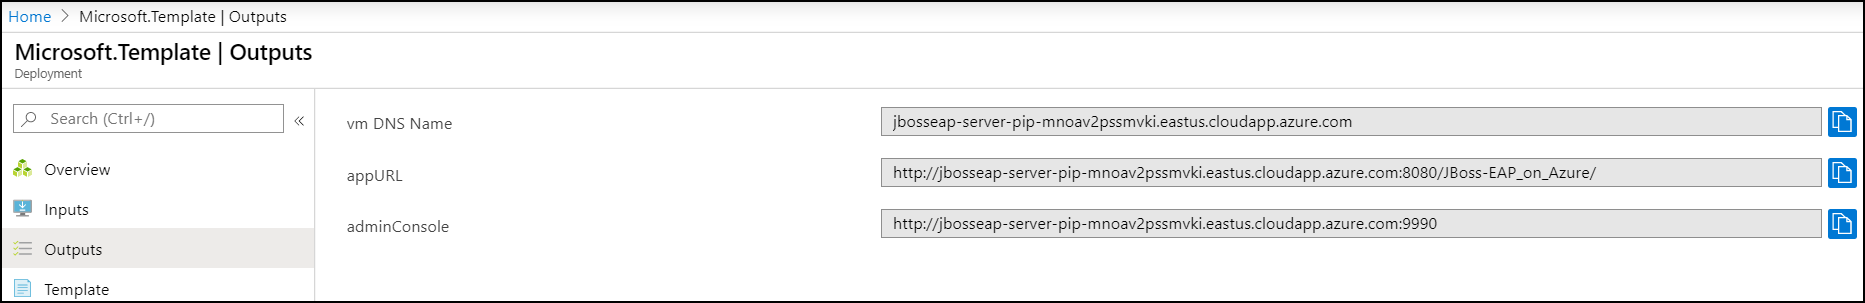 Home > Microsoft.Template | Outputs
Microsoft.Template | Outputs
Deployment
Search (Ctrl+/)
«
Overview
Inputs
Outputs
Template
vm DNS Name
jbosseap-server-pip-mnoav2pssmvki.eastus.cloudapp.azure.com
appURL
http://jbosseap-server-pip-mnoav2pssmvki.eastus.cloudapp.azure.com:8080/JBoss-EAP_on_Azure/
adminConsole
http://jbosseap-server-pip-mnoav2pssmvki.eastus.cloudapp.azure.com:9990